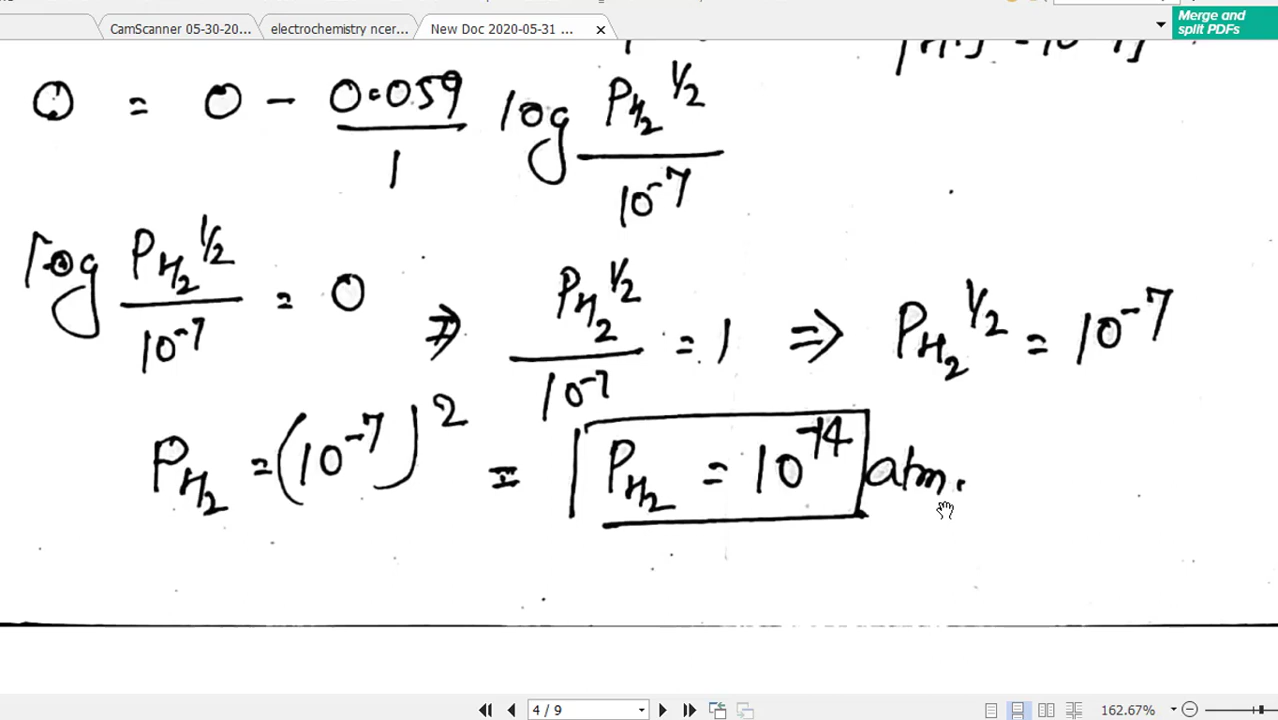 CamScanner 05-30-20... electrochemistry ncer... New Doc 2020-05-31 ... ×
Merge and
split PDFs
0 = 0 - 0.059/1 log P_H₂^1/2 / 10^-7
log P_H₂^1/2 / 10^-7 = 0 ⇒ P_H₂^1/2 / 10^-7 = 1 ⇒ P_H₂^1/2 = 10^-7
P_H₂ = (10^-7)^2 = P_H₂ = 10^-14 atm.
4 / 9 162.67%